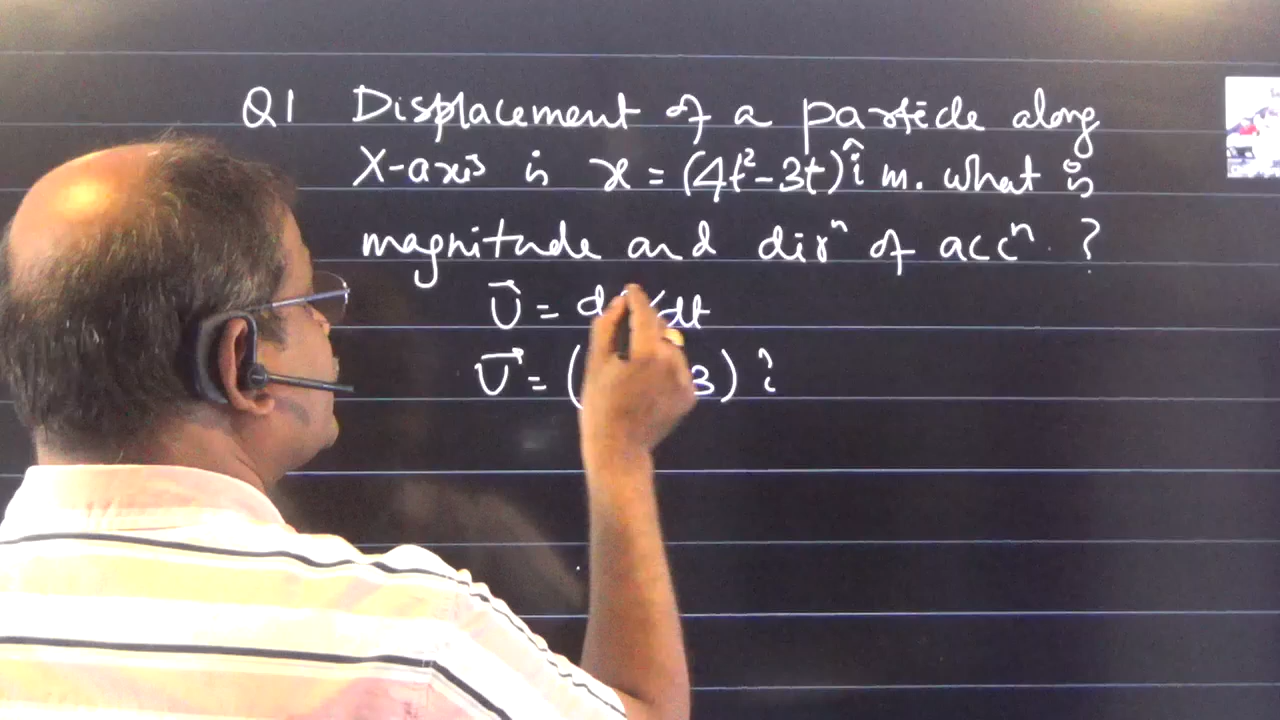 Q1 Displacement of a particle along
X-axis is x = (4t²-3t)î m. what is
magnitude and dirⁿ of accⁿ. ?
v⃗ = d /dt
v⃗ = ( 3) î